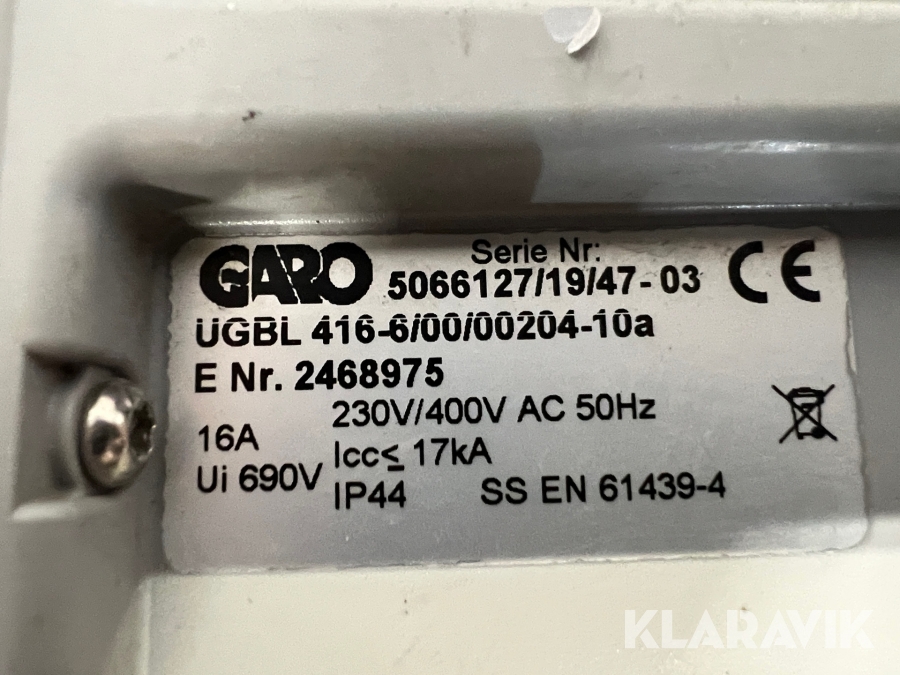 GARO
Serie Nr:
5066127/19/47-03
CE
UGBL 416-6/00/00204-10a
E Nr. 2468975
230V/400V AC 50Hz
16A
Icc≤ 17kA
Ui 690V
IP44 SS EN 61439-4
KLARAVIK